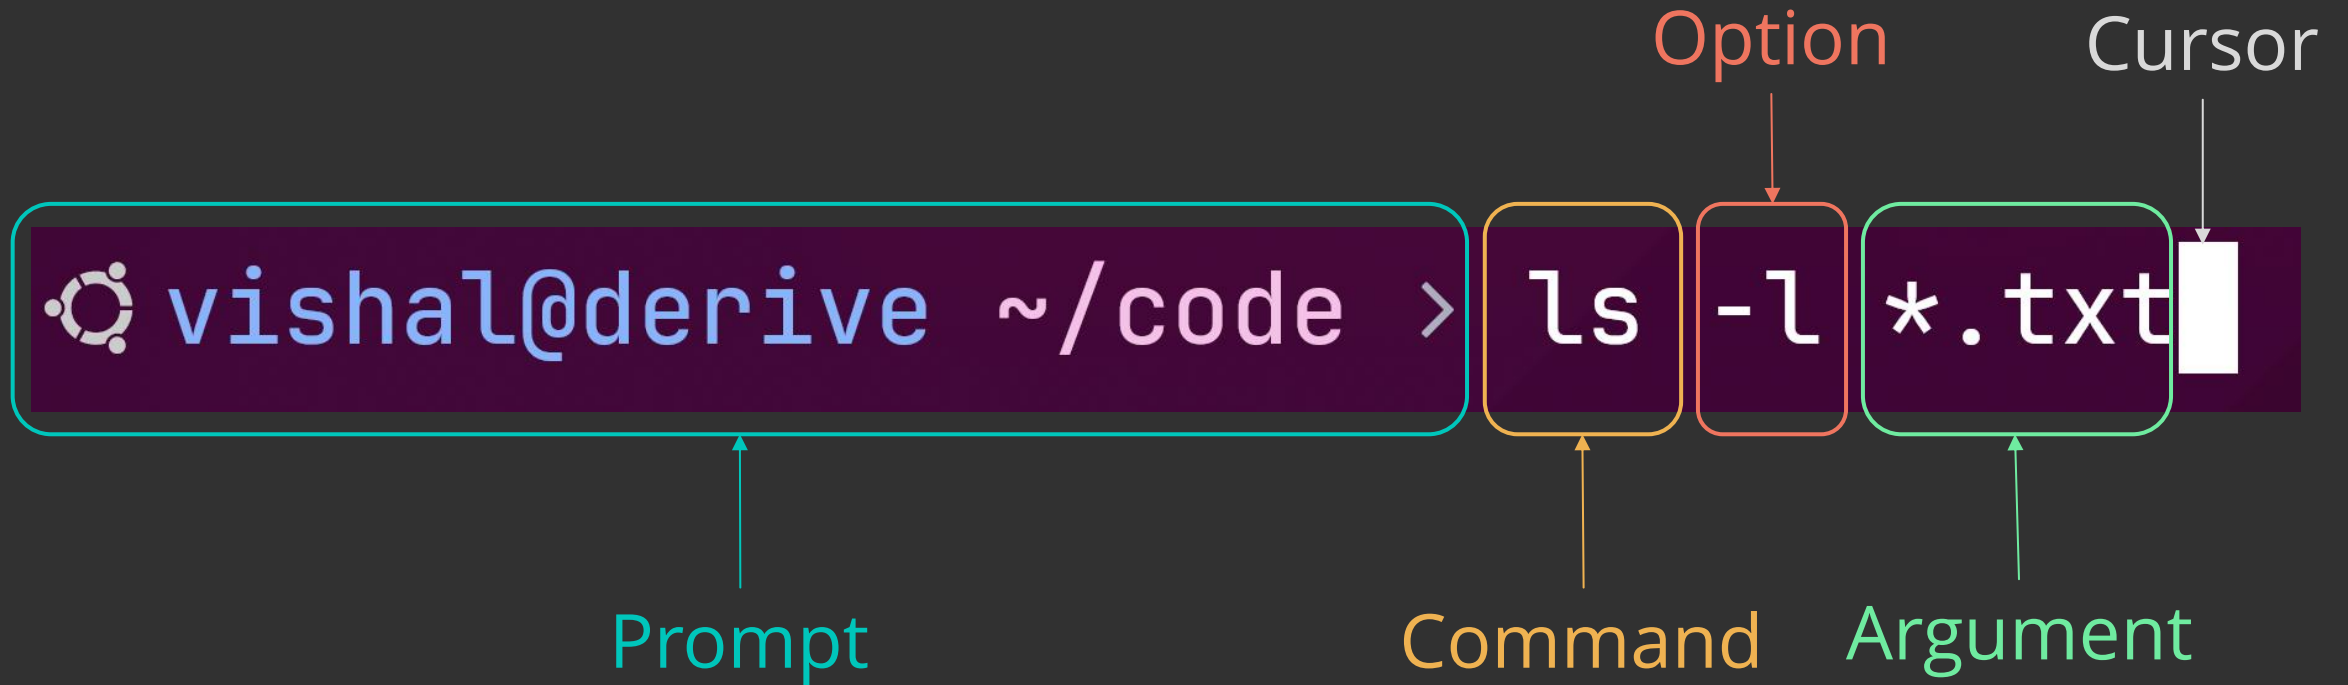 Option Cursor
vishal@derive ~/code > ls -l *.txt
Prompt Command Argument